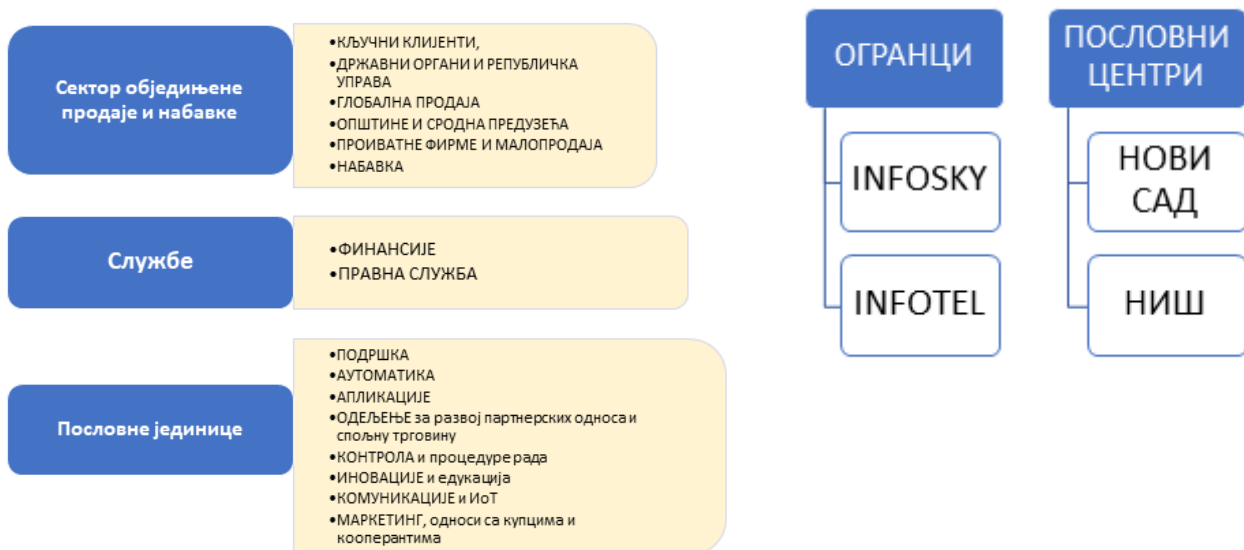 Сектор обједињене
продаје и набавке
•КЉУЧНИ КЛИЈЕНТИ,
•ДРЖАВНИ ОРГАНИ И РЕПУБЛИЧКА
УПРАВА
•ГЛОБАЛНА ПРОДАЈА
•ОПШТИНЕ И СРОДНА ПРЕДУЗЕЋА
•ПРОИВАТНЕ ФИРМЕ И МАЛОПРОДАЈА
•НАБАВКА
Службе
•ФИНАНСИЈЕ
•ПРАВНА СЛУЖБА
Пословне јединице
•ПОДРШКА
•АУТОМАТИКА
•АПЛИКАЦИЈЕ
•ОДЕЉЕЊЕ за развој партнерских односа и
спољну трговину
•КОНТРОЛА и процедуре рада
•ИНОВАЦИЈЕ и едукација
•КОМУНИКАЦИЈЕ и ИоТ
•МАРКЕТИНГ, односи са купцима и
кооперантима
ОГРАНЦИ
INFOSKY
INFOTEL
ПОСЛОВНИ
ЦЕНТРИ
НОВИ
САД
НИШ